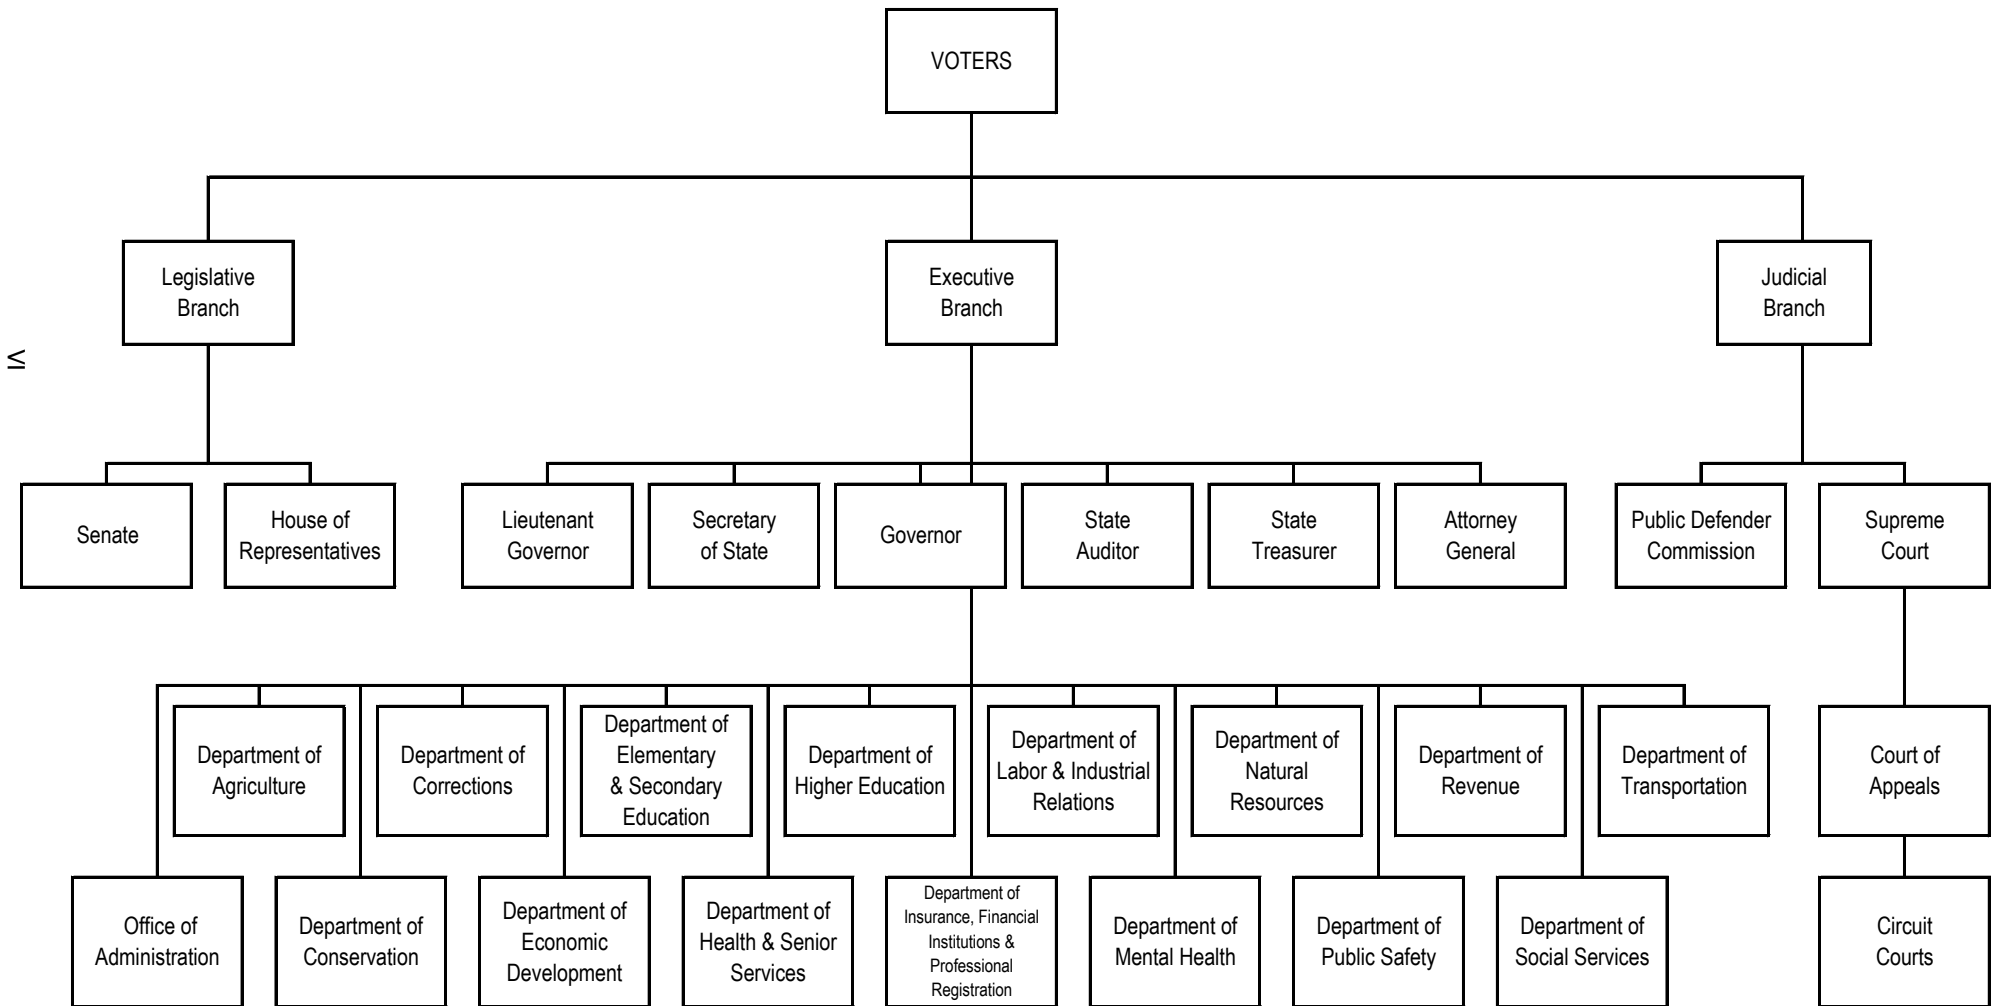 VOTERS
Legislative
Branch
Executive
Branch
Judicial
Branch
vi
Senate
House of
Representatives
Lieutenant
Governor
Secretary
of State
Governor
State
Auditor
State
Treasurer
Attorney
General
Public Defender
Commission
Supreme
Court
Department of
Agriculture
Department of
Corrections
Department of
Elementary
& Secondary
Education
Department of
Higher Education
Department of
Labor & Industrial
Relations
Department of
Natural
Resources
Department of
Revenue
Department of
Transportation
Court of
Appeals
Office of
Administration
Department of
Conservation
Department of
Economic
Development
Department of
Health & Senior
Services
Department of
Insurance, Financial
Institutions &
Professional
Registration
Department of
Mental Health
Department of
Public Safety
Department of
Social Services
Circuit
Courts